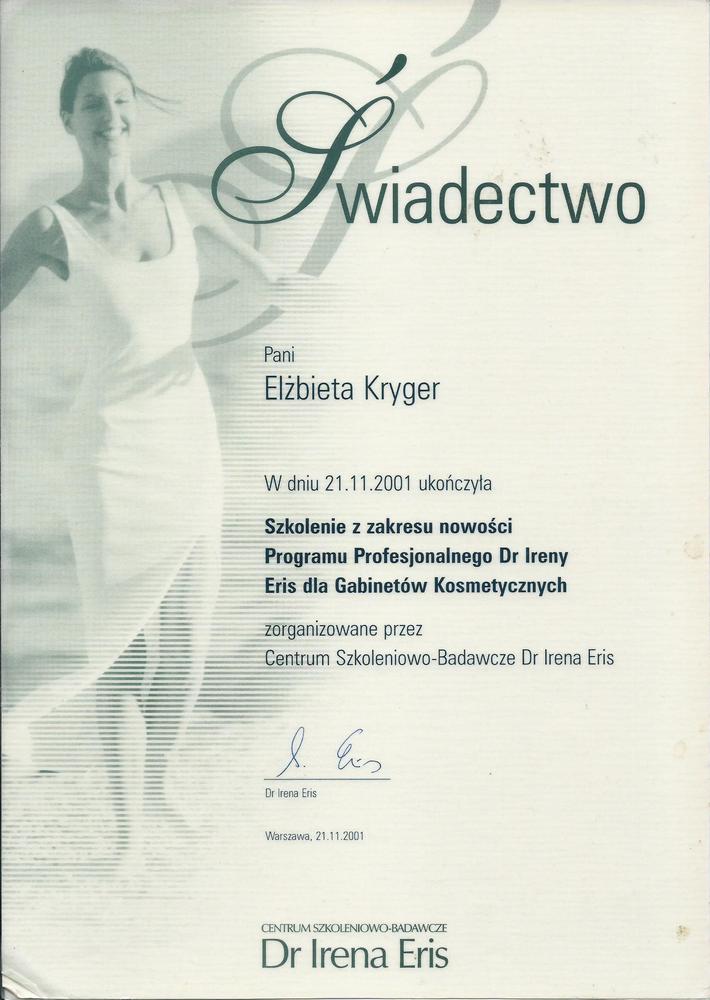 Świadectwo
Pani
Elżbieta Kryger
W dniu 21.11.2001 ukończyła
Szkolenie z zakresu nowości
Programu Profesjonalnego Dr Ireny
Eris dla Gabinetów Kosmetycznych
zorganizowane przez
Centrum Szkoleniowo-Badawcze Dr Irena Eris
I. Eris
Dr Irena Eris
Warszawa, 21.11.2001
CENTRUM SZKOLENIOWO-BADAWCZE
Dr Irena Eris